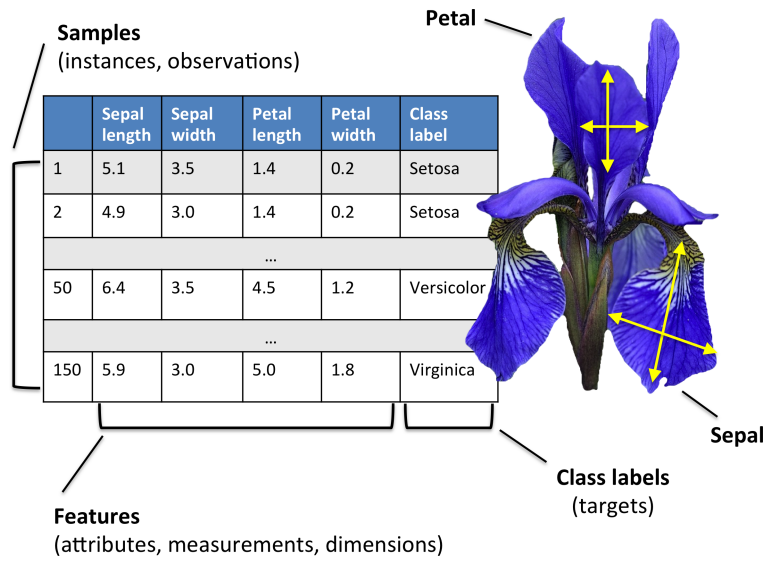 Petal
Samples
(instances, observations)
Sepal length Sepal width Petal length Petal width Class label
1 5.1 3.5 1.4 0.2 Setosa
2 4.9 3.0 1.4 0.2 Setosa
...
50 6.4 3.5 4.5 1.2 Versicolor
...
150 5.9 3.0 5.0 1.8 Virginica
Sepal
Class labels
(targets)
Features
(attributes, measurements, dimensions)